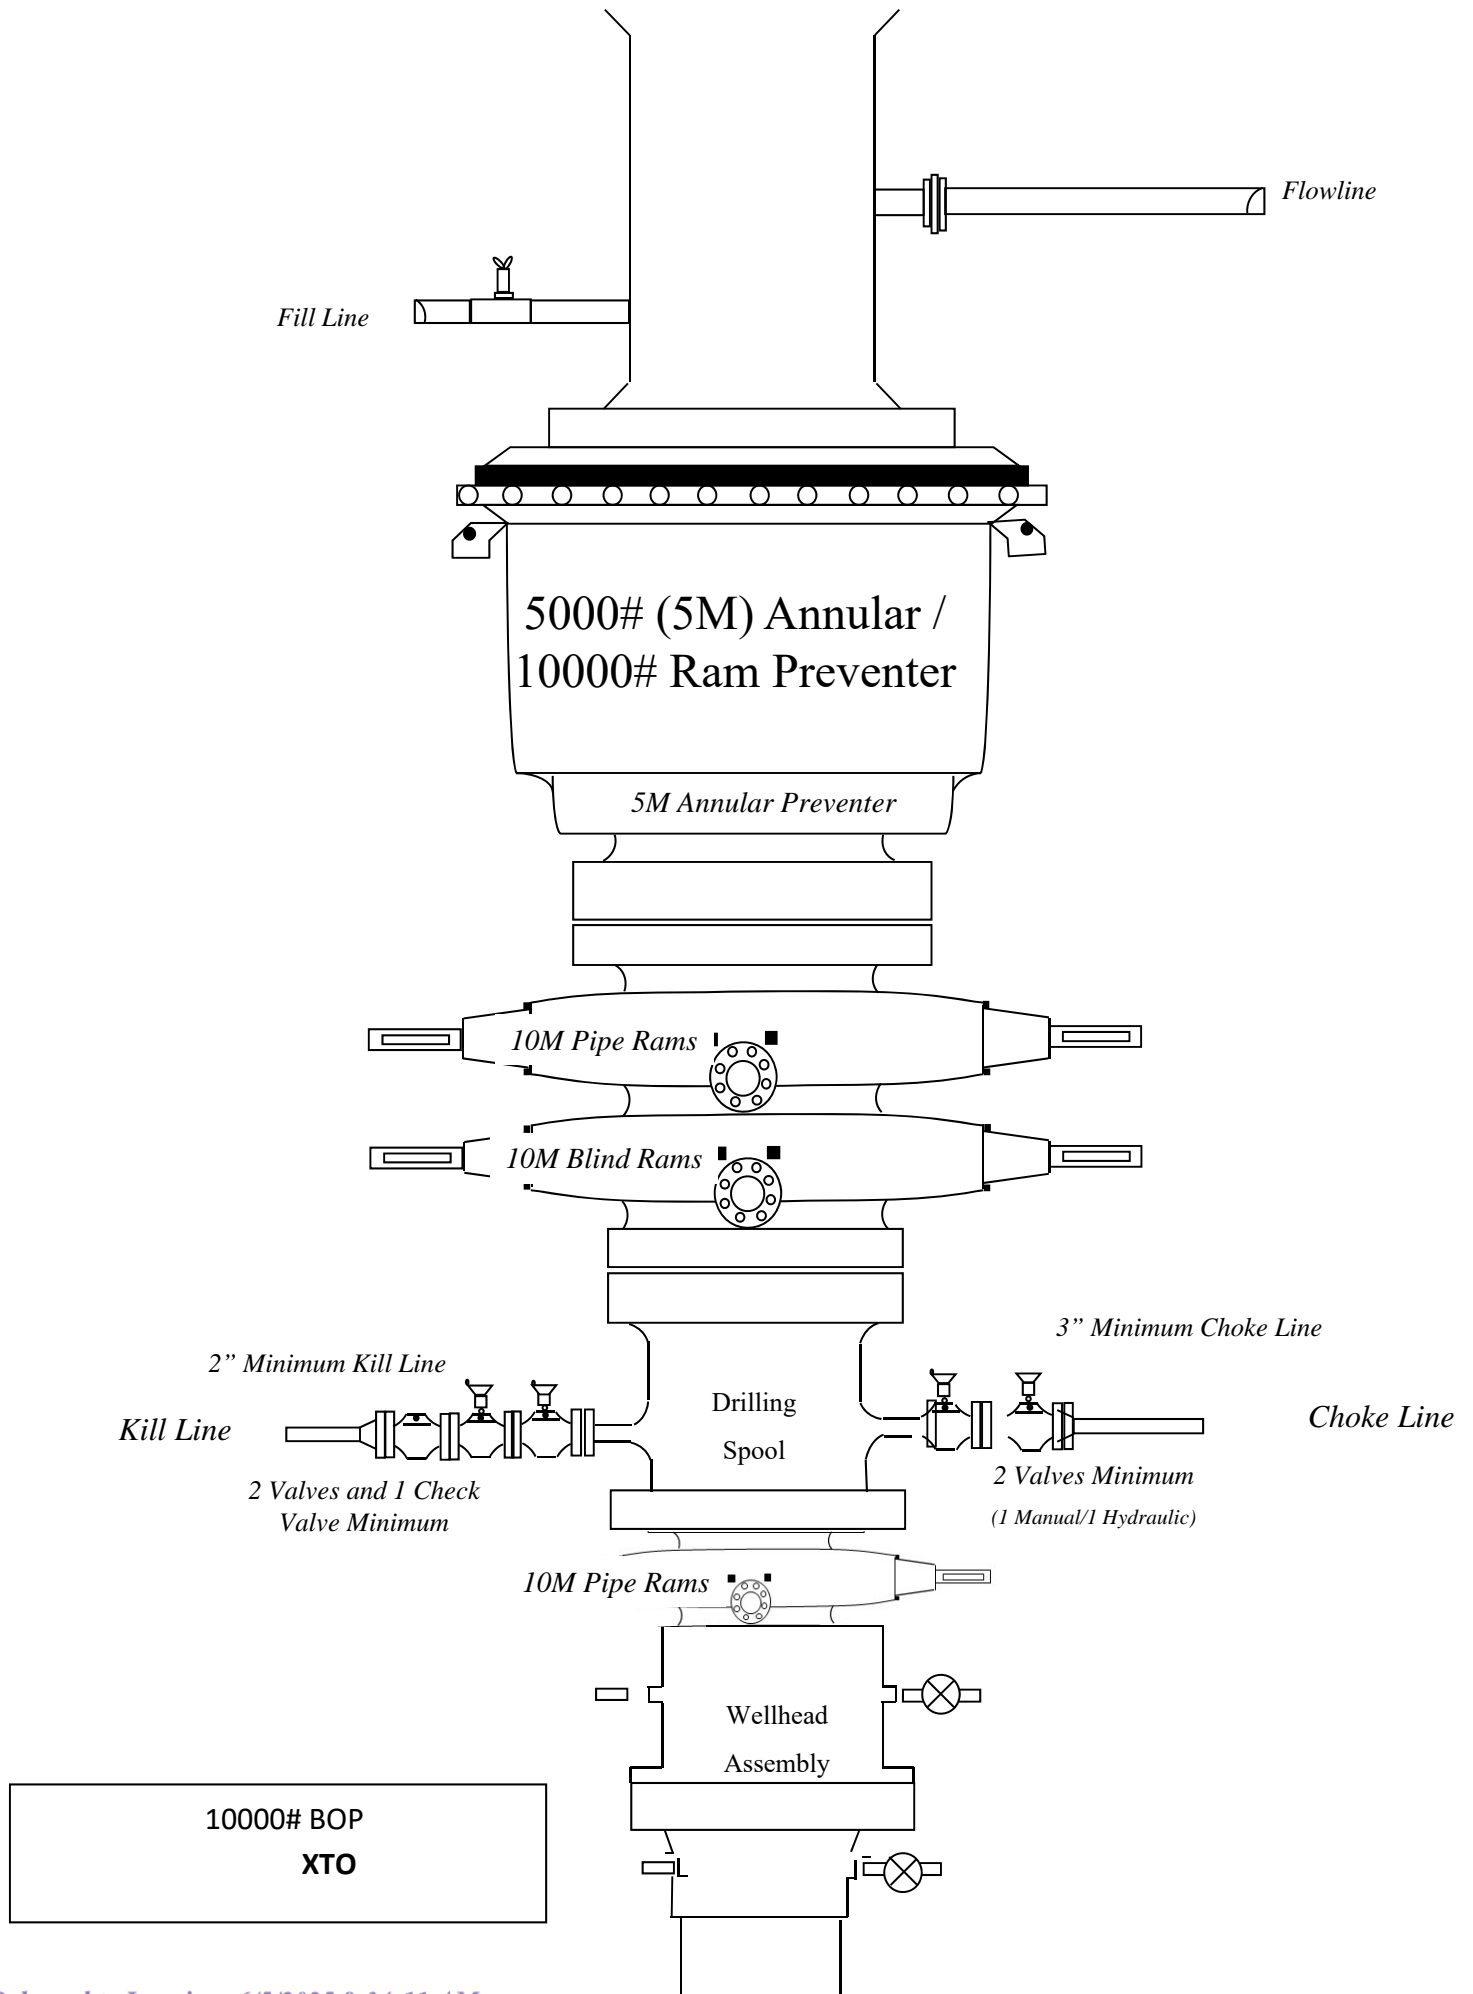 Flowline
Fill Line
5000# (5M) Annular /
10000# Ram Preventer
5M Annular Preventer
10M Pipe Rams
10M Blind Rams
3” Minimum Choke Line
2” Minimum Kill Line
Drilling
Spool
Kill Line
Choke Line
2 Valves and 1 Check
Valve Minimum
2 Valves Minimum
(1 Manual/1 Hydraulic)
10M Pipe Rams
Wellhead
Assembly
10000# BOP
XTO